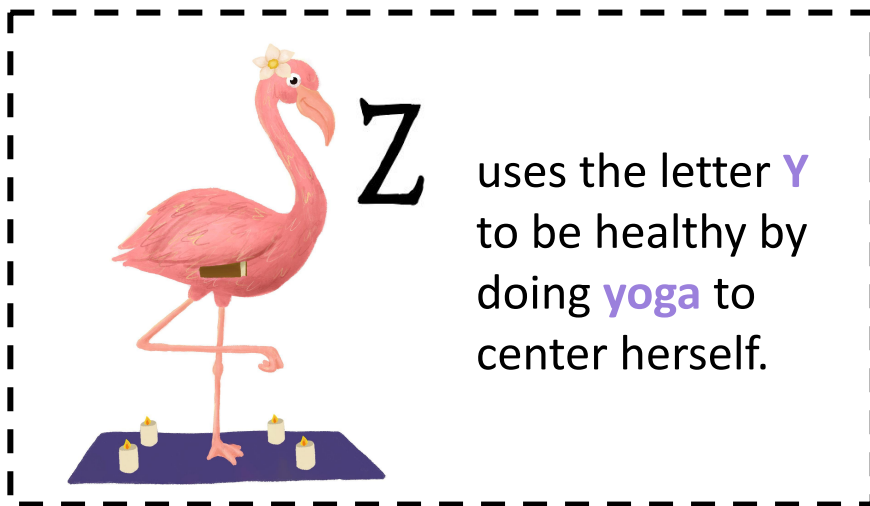 Z
uses the letter Y
to be healthy by
doing yoga to
center herself.